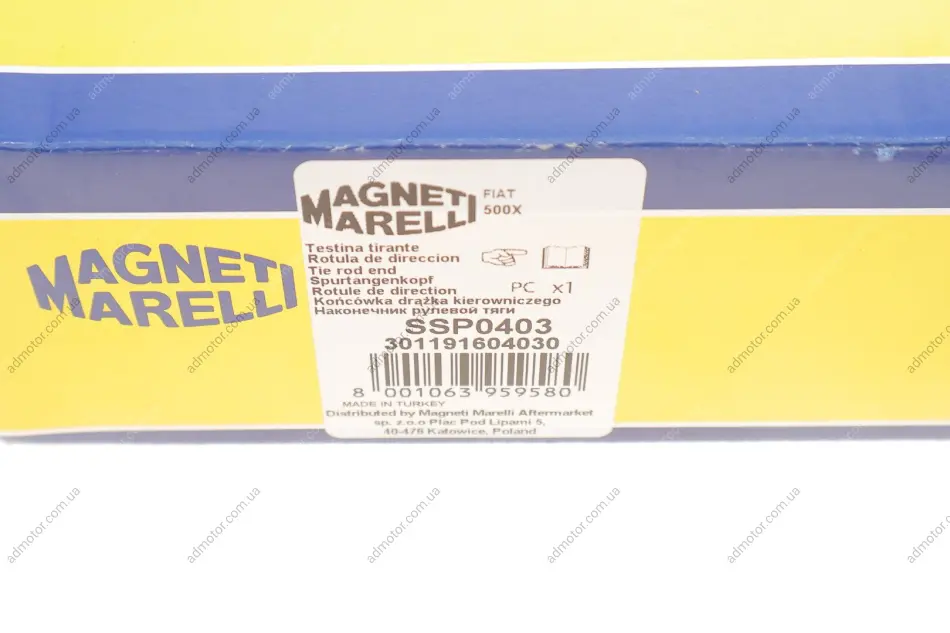 MAGNETI
MARELLI
MAGNETI
MARELLI
FIAT
500X
Testina tirante
Rotula de direccion
Tie rod end
Spurtangenkopf
Rotule de direction
PC x1
Końcówka drążka kierowniczego
Наконечник рулевой тяги
SSP0403
301191604030
8 001063 959580
MADE IN TURKEY
Distributed by Magneti Marelli Aftermarket
sp. z.o.o Plac Pod Lipami 5,
40-476 Katowice, Poland
admotor.com.ua